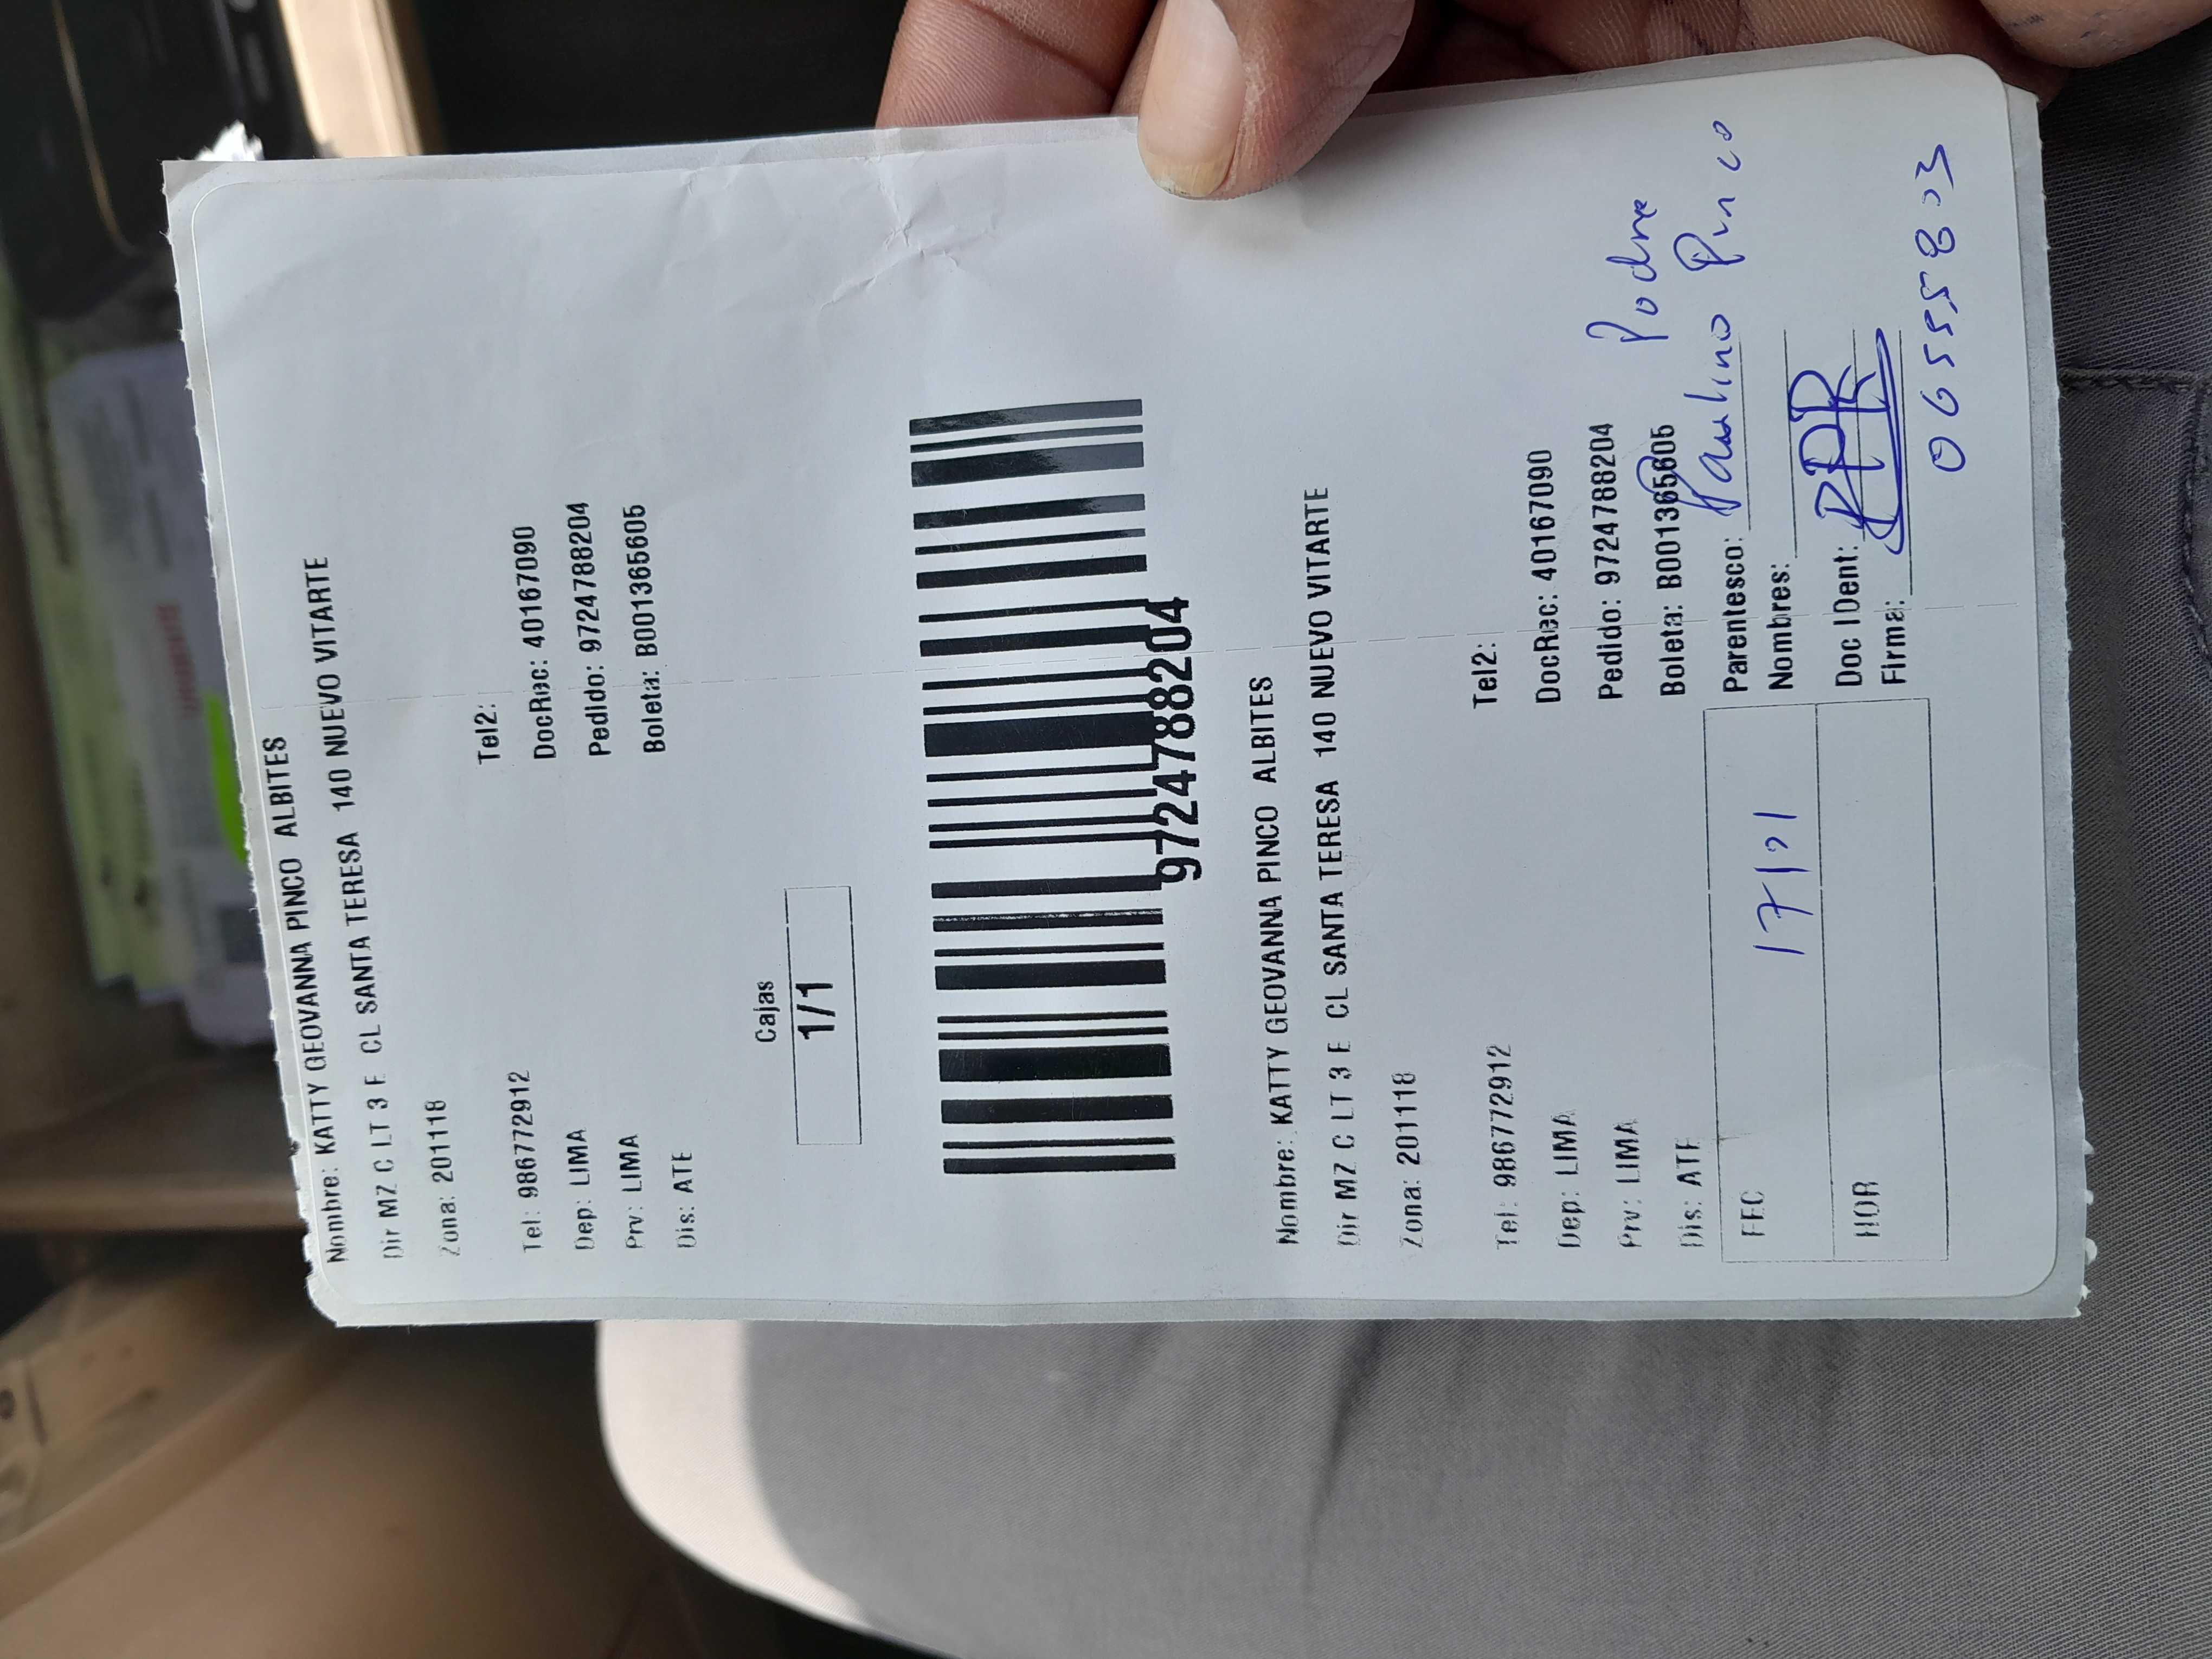 Nombre: KATTY GEOVANNA PINCO ALBITES
Dir MZ C LT 3 E CL SANTA TERESA 140 NUEVO VITARTE
Zona: 201118
Tel: 986772912 Tel2:
Dep: LIMA DocRec: 40167090
Prv: LIMA Pedido: 9724788204
Dis: ATE Boleta: B001365605
Cajas
1/1
9724788204
Nombre: KATTY GEOVANNA PINCO ALBITES
Dir MZ C LT 3 E CL SANTA TERESA 140 NUEVO VITARTE
Zona: 201118
Tel: 986772912 Tel2:
Dep: LIMA DocRec: 40167090
Prv: LIMA Pedido: 9724788204 Padre
Dis: ATE Boleta: B001365605
FEC 17/01 Parentesco: Paulino Pinco
Nombres:
HOR Doc IDent: PPR
Firma: